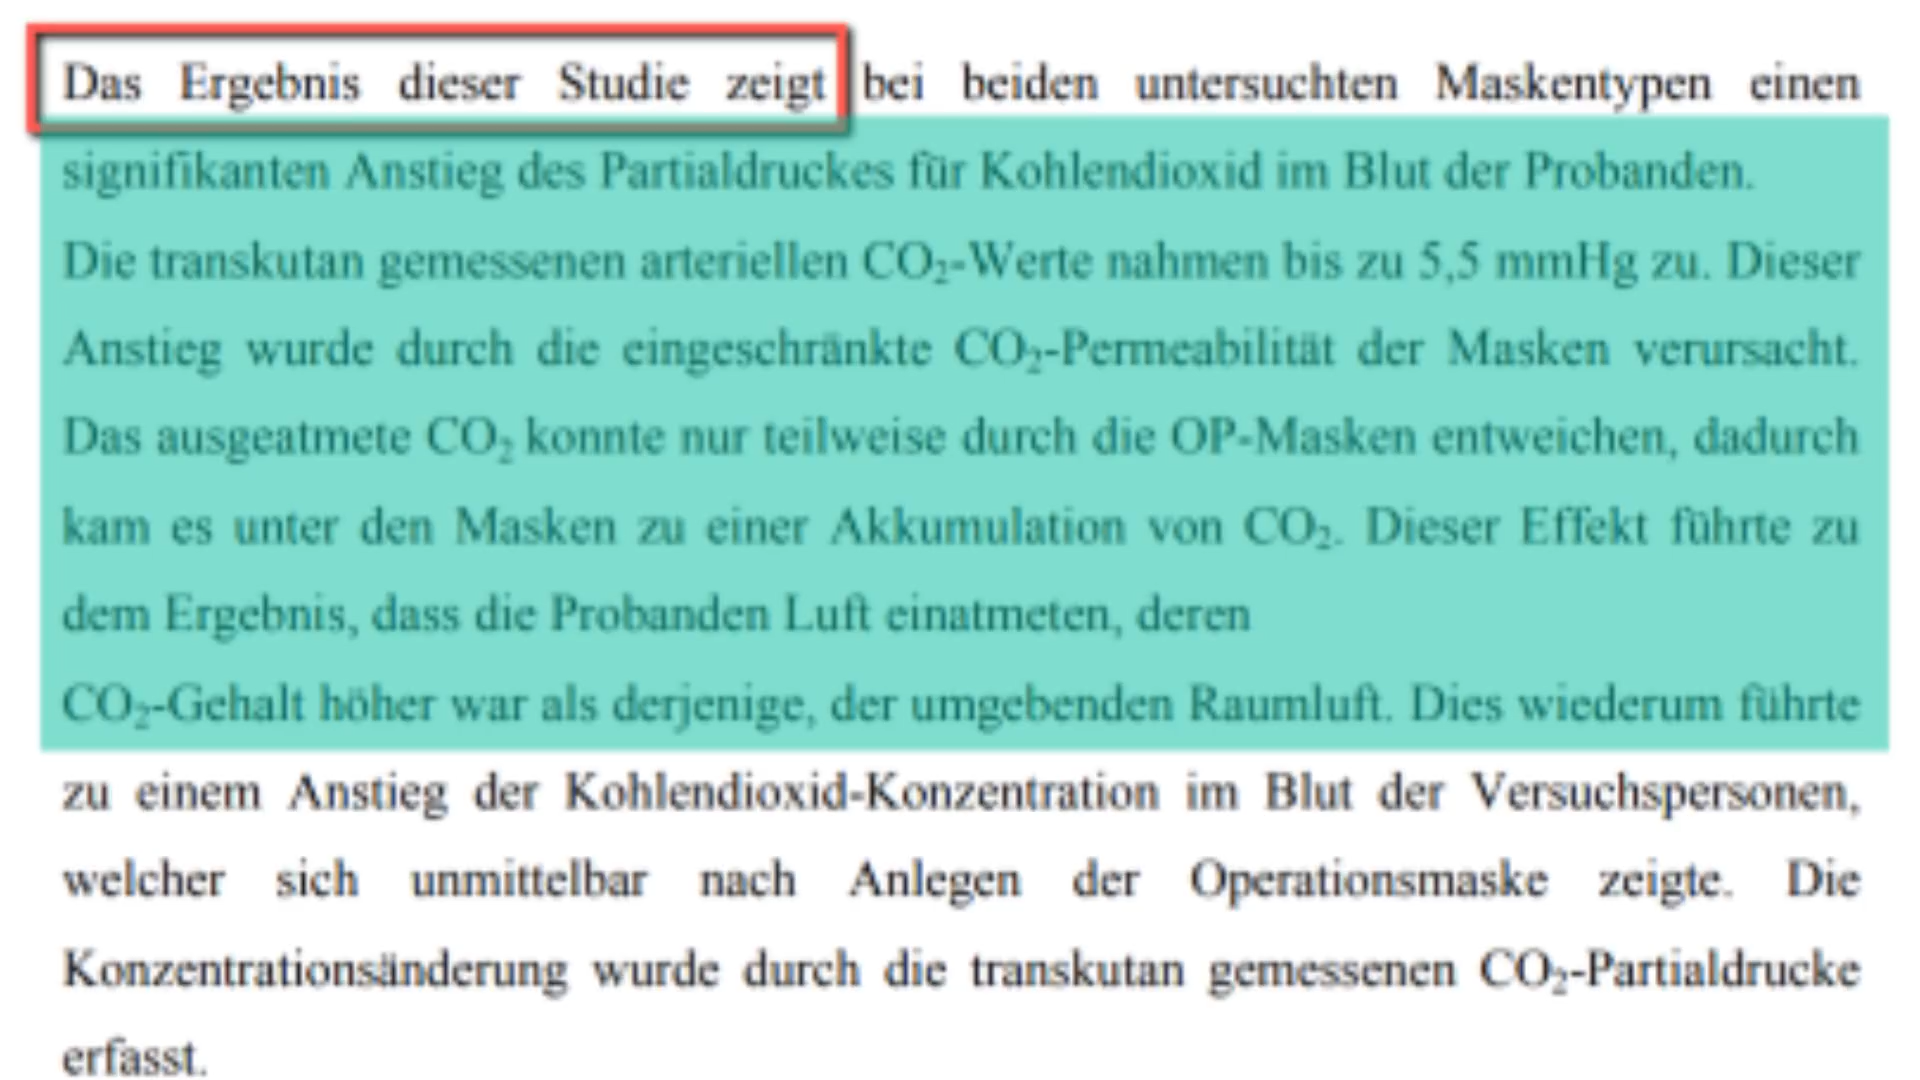 Das Ergebnis dieser Studie zeigt bei beiden untersuchten Maskentypen einen
signifikanten Anstieg des Partialdruckes für Kohlendioxid im Blut der Probanden.
Die transkutan gemessenen arteriellen CO₂-Werte nahmen bis zu 5,5 mmHg zu. Dieser
Anstieg wurde durch die eingeschränkte CO₂-Permeabilität der Masken verursacht.
Das ausgeatmete CO₂ konnte nur teilweise durch die OP-Masken entweichen, dadurch
kam es unter den Masken zu einer Akkumulation von CO₂. Dieser Effekt führte zu
dem Ergebnis, dass die Probanden Luft einatmeten, deren
CO₂-Gehalt höher war als derjenige, der umgebenden Raumluft. Dies wiederum führte
zu einem Anstieg der Kohlendioxid-Konzentration im Blut der Versuchspersonen,
welcher sich unmittelbar nach Anlegen der Operationsmaske zeigte. Die
Konzentrationsänderung wurde durch die transkutan gemessenen CO₂-Partialdrucke
erfasst.